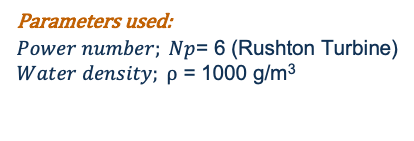 Parameters used:
Power number; Np= 6 (Rushton Turbine)
Water density; ρ = 1000 g/m³